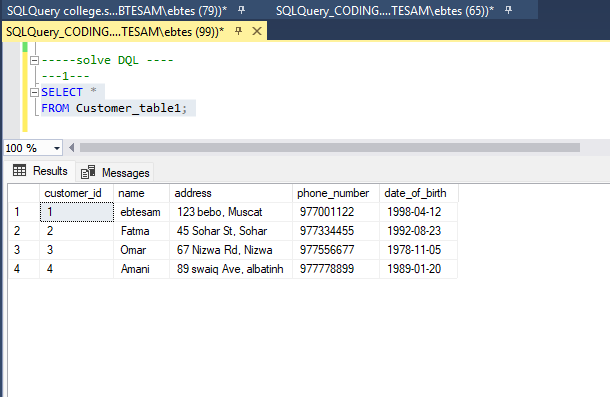 SQLQuery college.s...BTESAM\ebtes (79))* SQLQuery_CODING....TESAM\ebtes (65))*
SQLQuery_CODING....TESAM\ebtes (99))*
-----solve DQL ----
---1---
SELECT *
FROM Customer_table1;
100 %
Results Messages
customer_id name address phone_number date_of_birth
1 1 ebtesam 123 bebo, Muscat 977001122 1998-04-12
2 2 Fatma 45 Sohar St, Sohar 977334455 1992-08-23
3 3 Omar 67 Nizwa Rd, Nizwa 977556677 1978-11-05
4 4 Amani 89 swaiq Ave, albatinh 977778899 1989-01-20